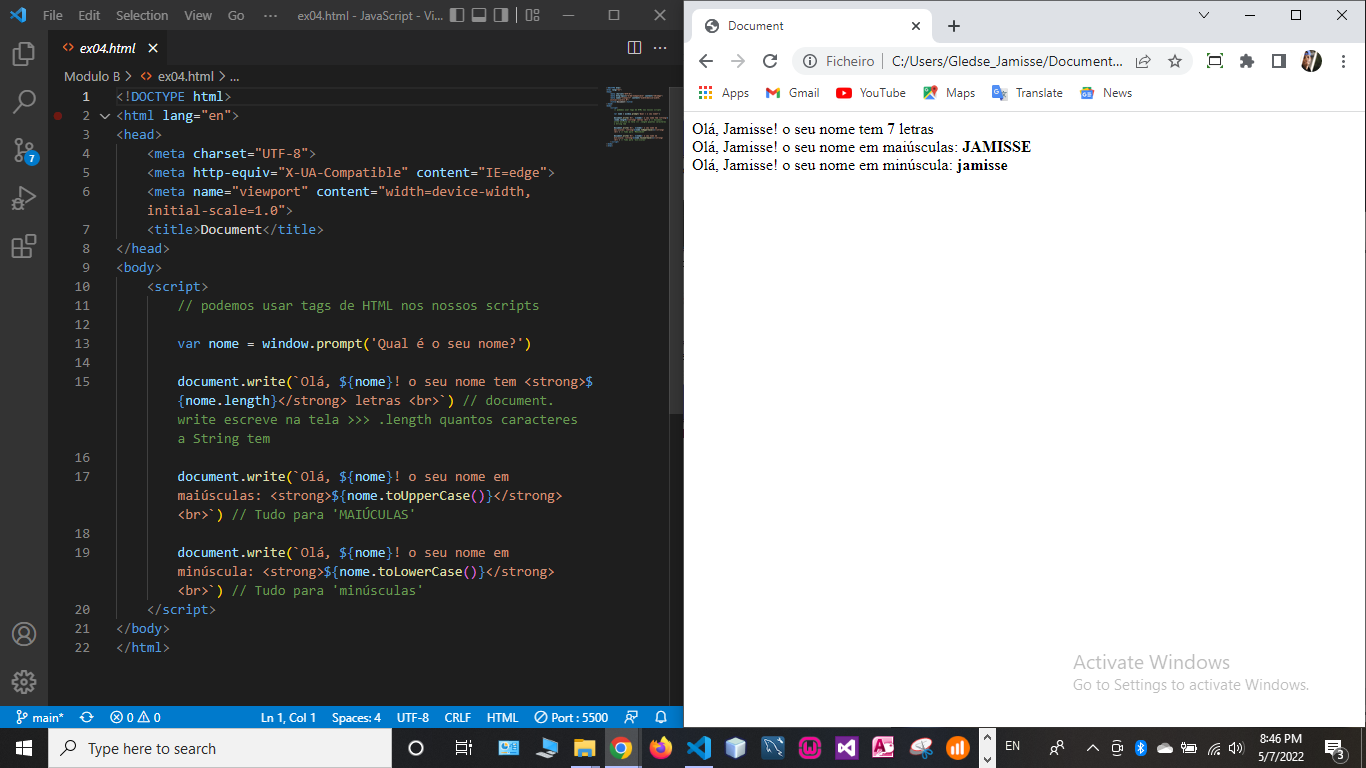 File Edit Selection View Go ··· ex04.html - JavaScript - Vi...
ex04.html
Modulo B > ex04.html > ...
1 <!DOCTYPE html>
2 <html lang="en">
3 <head>
4 <meta charset="UTF-8">
5 <meta http-equiv="X-UA-Compatible" content="IE=edge">
6 <meta name="viewport" content="width=device-width,
initial-scale=1.0">
7 <title>Document</title>
8 </head>
9 <body>
10 <script>
11 // podemos usar tags de HTML nos nossos scripts
12
13 var nome = window.prompt('Qual é o seu nome?')
14
15 document.write(`Olá, ${nome}! o seu nome tem <strong>$
{nome.length}</strong> letras <br>`) // document.
write escreve na tela >>> .length quantos caracteres
a String tem
16
17 document.write(`Olá, ${nome}! o seu nome em
maiúsculas: <strong>${nome.toUpperCase()}</strong>
<br>`) // Tudo para 'MAIÚCULAS'
18
19 document.write(`Olá, ${nome}! o seu nome em
minúscula: <strong>${nome.toLowerCase()}</strong>
<br>`) // Tudo para 'minúsculas'
20 </script>
21 </body>
22 </html>
7
main* 0 0 Ln 1, Col 1 Spaces: 4 UTF-8 CRLF HTML Port : 5500
Document
Ficheiro | C:/Users/Gledse_Jamisse/Document...
Apps Gmail YouTube Maps Translate News
Olá, Jamisse! o seu nome tem 7 letras
Olá, Jamisse! o seu nome em maiúsculas: JAMISSE
Olá, Jamisse! o seu nome em minúscula: jamisse
Activate Windows
Go to Settings to activate Windows.
Type here to search
EN
8:46 PM
5/7/2022
3